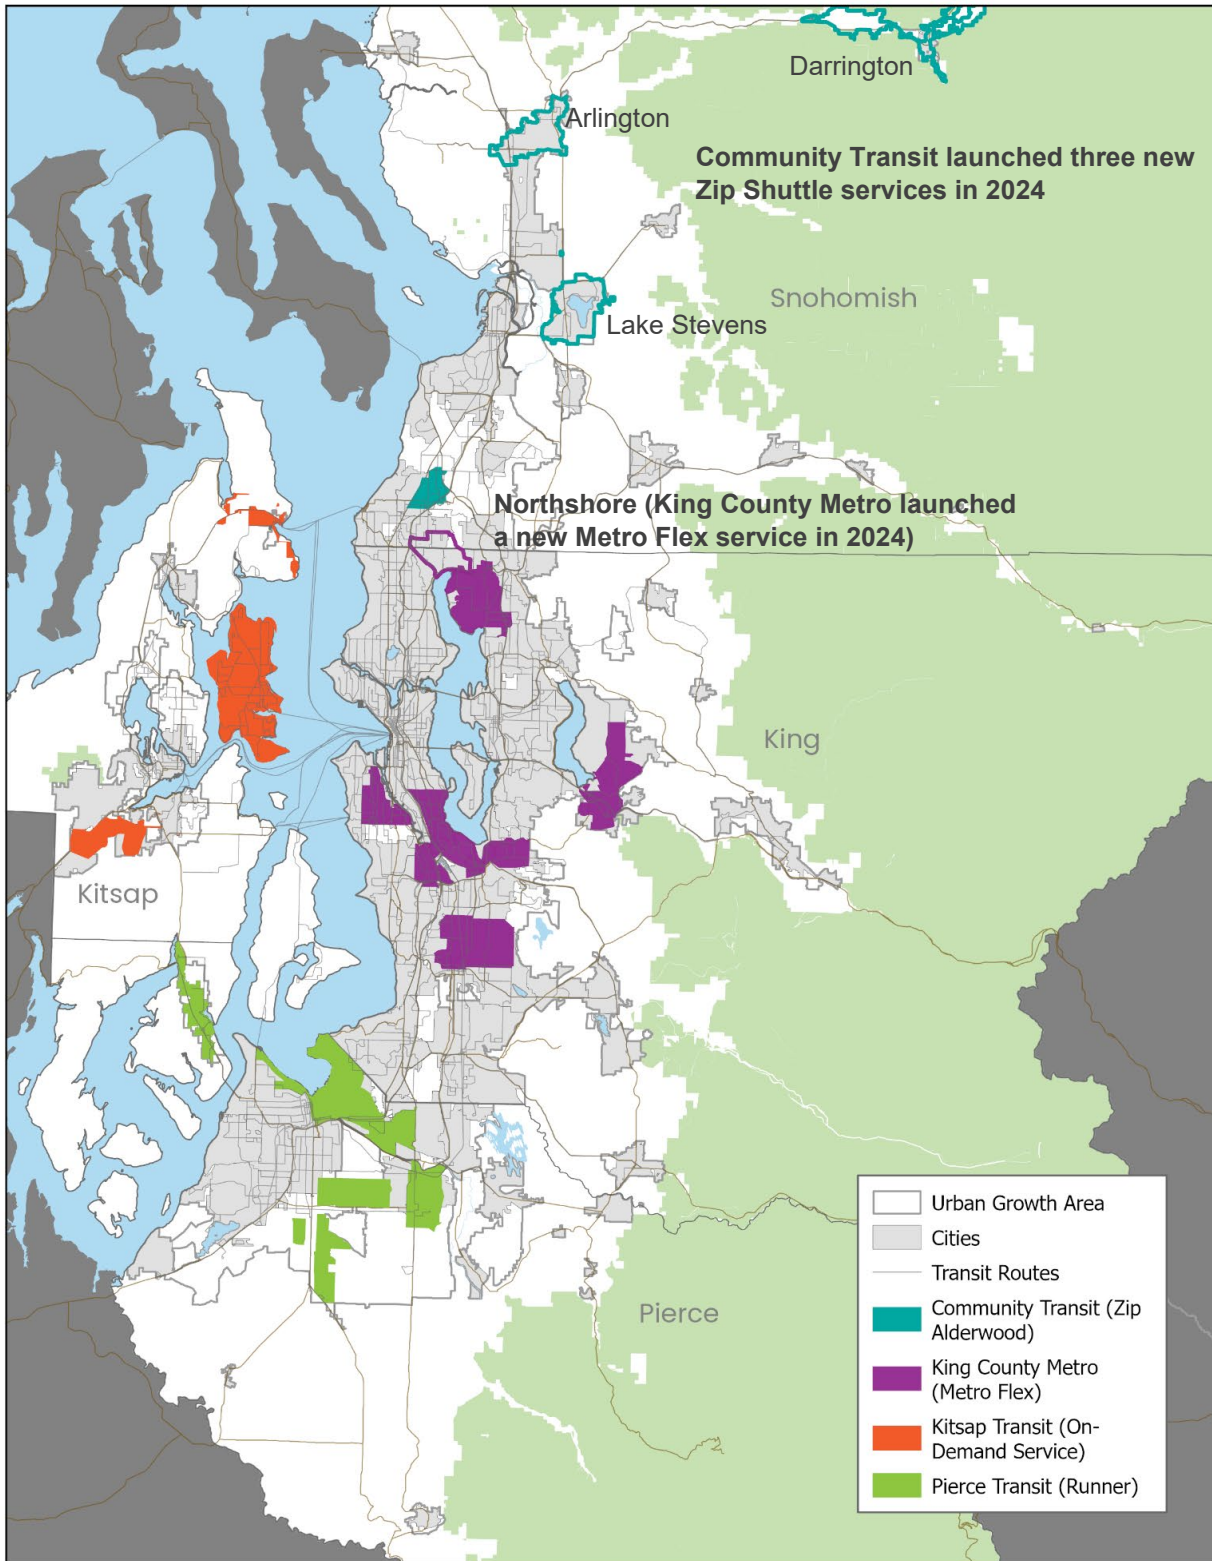 Darrington
Arlington
Community Transit launched three new
Zip Shuttle services in 2024
Snohomish
Lake Stevens
Northshore (King County Metro launched
a new Metro Flex service in 2024)
King
Kitsap
Pierce
Urban Growth Area
Cities
Transit Routes
Community Transit (Zip
Alderwood)
King County Metro
(Metro Flex)
Kitsap Transit (On-
Demand Service)
Pierce Transit (Runner)